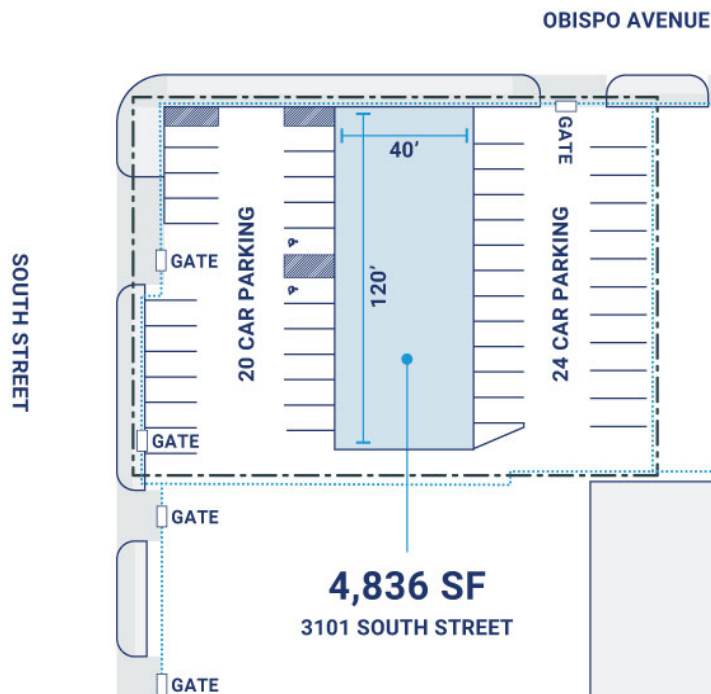 OBISPO AVENUE
40’
GATE
SOUTH STREET
GATE
20 CAR PARKING
120’
24 CAR PARKING
GATE
GATE
4,836 SF
3101 SOUTH STREET
GATE